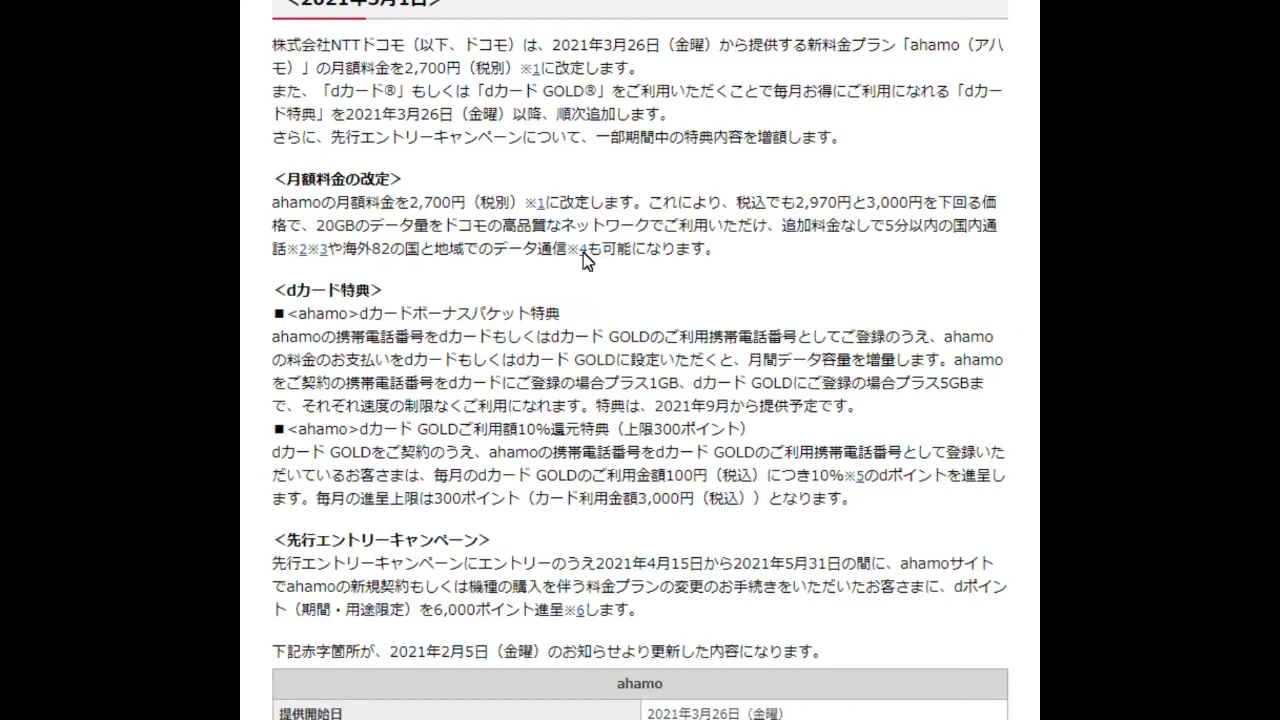 <2021年3月1日>
株式会社NTTドコモ（以下、ドコモ）は、2021年3月26日（金曜）から提供する新料金プラン「ahamo（アハ
モ）」の月額料金を2,700円（税別）※1に改定します。
また、「dカード®」もしくは「dカード GOLD®」をご利用いただくことで毎月お得にご利用になれる「dカー
ド特典」を2021年3月26日（金曜）以降、順次追加します。
さらに、先行エントリーキャンペーンについて、一部期間中の特典内容を増額します。
＜月額料金の改定＞
ahamoの月額料金を2,700円（税別）※1に改定します。これにより、税込でも2,970円と3,000円を下回る価
格で、20GBのデータ量をドコモの高品質なネットワークでご利用いただけ、追加料金なしで5分以内の国内通
話※2※3や海外82の国と地域でのデータ通信※4も可能になります。
＜dカード特典＞
■<ahamo>dカードボーナスパケット特典
ahamoの携帯電話番号をdカードもしくはdカード GOLDのご利用携帯電話番号としてご登録のうえ、ahamo
の料金のお支払いをdカードもしくはdカード GOLDに設定いただくと、月間データ容量を増量します。ahamo
をご契約の携帯電話番号をdカードにご登録の場合プラス1GB、dカード GOLDにご登録の場合プラス5GBま
で、それぞれ速度の制限なくご利用になれます。特典は、2021年9月から提供予定です。
■<ahamo>dカード GOLDご利用額10%還元特典（上限300ポイント）
dカード GOLDをご契約のうえ、ahamoの携帯電話番号をdカード GOLDのご利用携帯電話番号として登録いた
だいているお客さまは、毎月のdカード GOLDのご利用金額100円（税込）につき10%※5のdポイントを進呈し
ます。毎月の進呈上限は300ポイント（カード利用金額3,000円（税込））となります。
＜先行エントリーキャンペーン＞
先行エントリーキャンペーンにエントリーのうえ2021年4月15日から2021年5月31日の間に、ahamoサイト
でahamoの新規契約もしくは機種の購入を伴う料金プランの変更のお手続きをいただいたお客さまに、dポイン
ト（期間・用途限定）を6,000ポイント進呈※6します。
下記赤字箇所が、2021年2月5日（金曜）のお知らせより更新した内容になります。
ahamo
提供開始日 2021年3月26日（金曜）